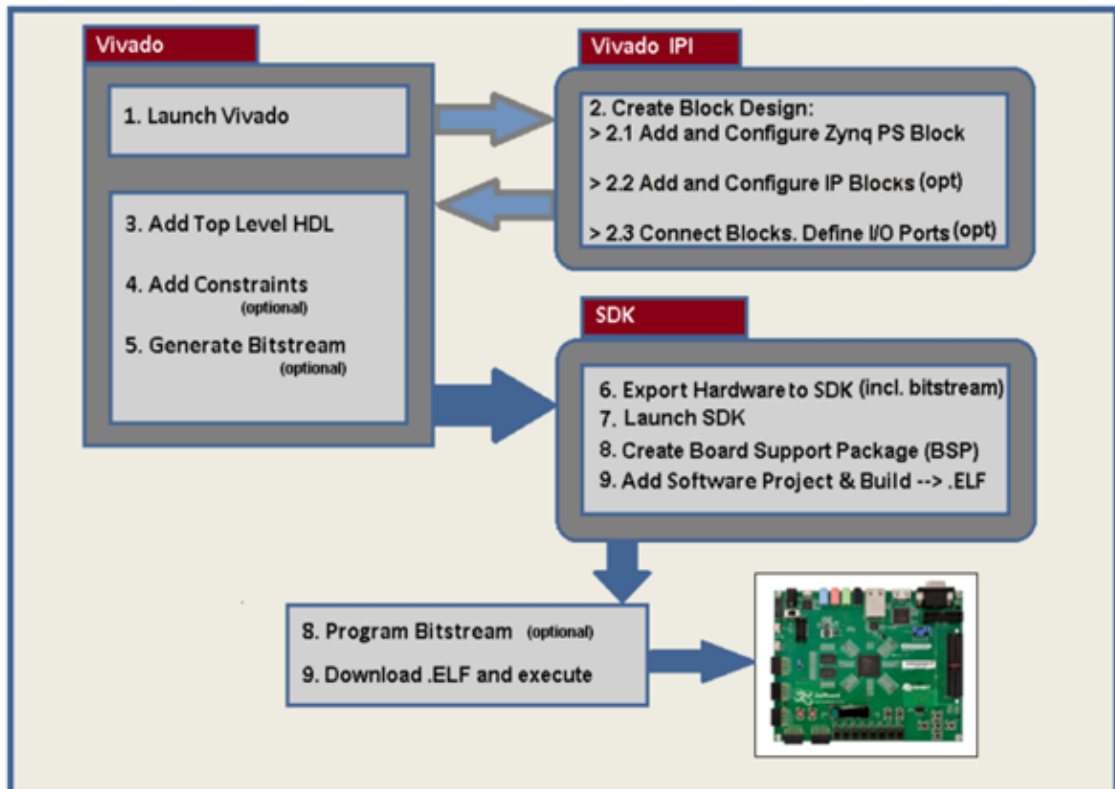 Vivado
1. Launch Vivado
Vivado IPI
2. Create Block Design:
> 2.1 Add and Configure Zynq PS Block
> 2.2 Add and Configure IP Blocks (opt)
> 2.3 Connect Blocks. Define I/O Ports (opt)
3. Add Top Level HDL
4. Add Constraints
(optional)
5. Generate Bitstream
(optional)
SDK
6. Export Hardware to SDK (incl. bitstream)
7. Launch SDK
8. Create Board Support Package (BSP)
9. Add Software Project & Build --> .ELF
8. Program Bitstream (optional)
9. Download .ELF and execute